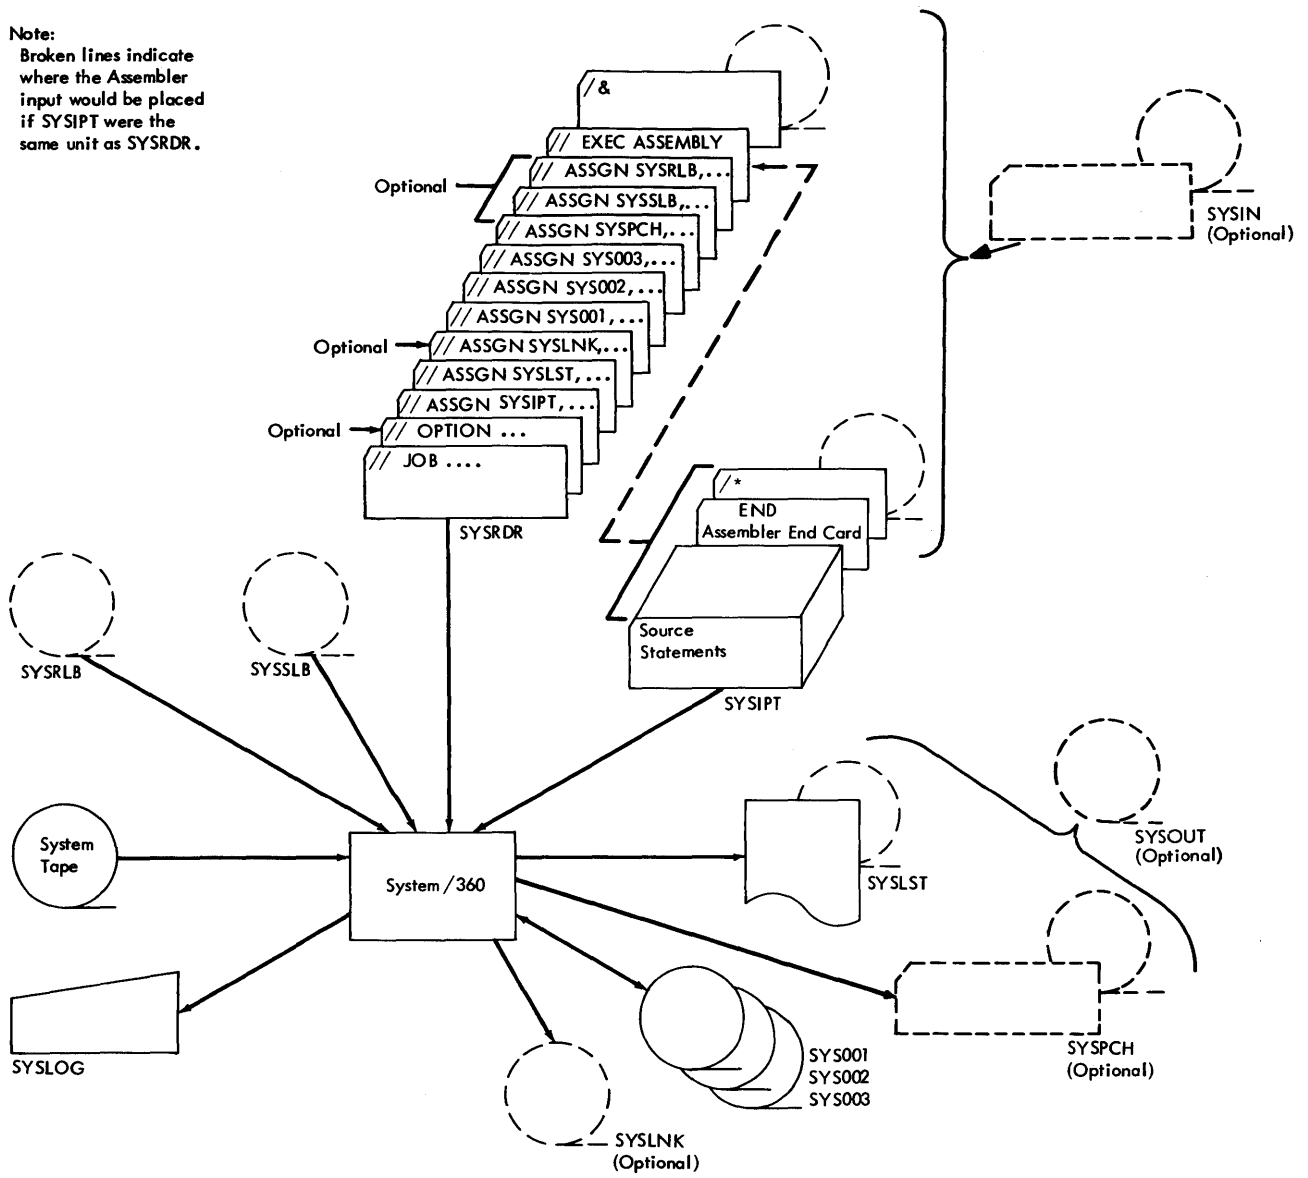 Note:
Broken lines indicate
where the Assembler
input would be placed
if SYSIPT were the
same unit as SYSRDR.
/ &
// EXEC ASSEMBLY
// ASSGN SYSRLB,...
Optional
// ASSGN SYSSLB,...
// ASSGN SYSPCH,...
// ASSGN SYS003,...
// ASSGN SYS002,...
// ASSGN SYS001,...
Optional
// ASSGN SYSLNK,...
// ASSGN SYSLST,...
// ASSGN SYSIPT,...
Optional
// OPTION ...
// JOB ....
SYSRDR
SYSIN
(Optional)
/ *
END
Assembler End Card
Source
Statements
SYSIPT
SYSRLB
SYSSLB
System
Tape
System/360
SYSLST
SYSOUT
(Optional)
SYSLOG
SYSLNK
(Optional)
SYS001
SYS002
SYS003
SYSPCH
(Optional)